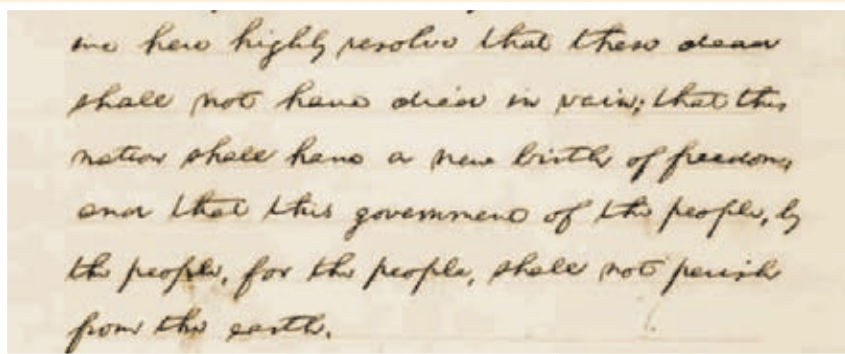 we here highly resolve that these dead
shall not have died in vain; that this
nation shall have a new birth of freedom;
and that this government of the people, by
the people, for the people, shall not perish
from the earth.